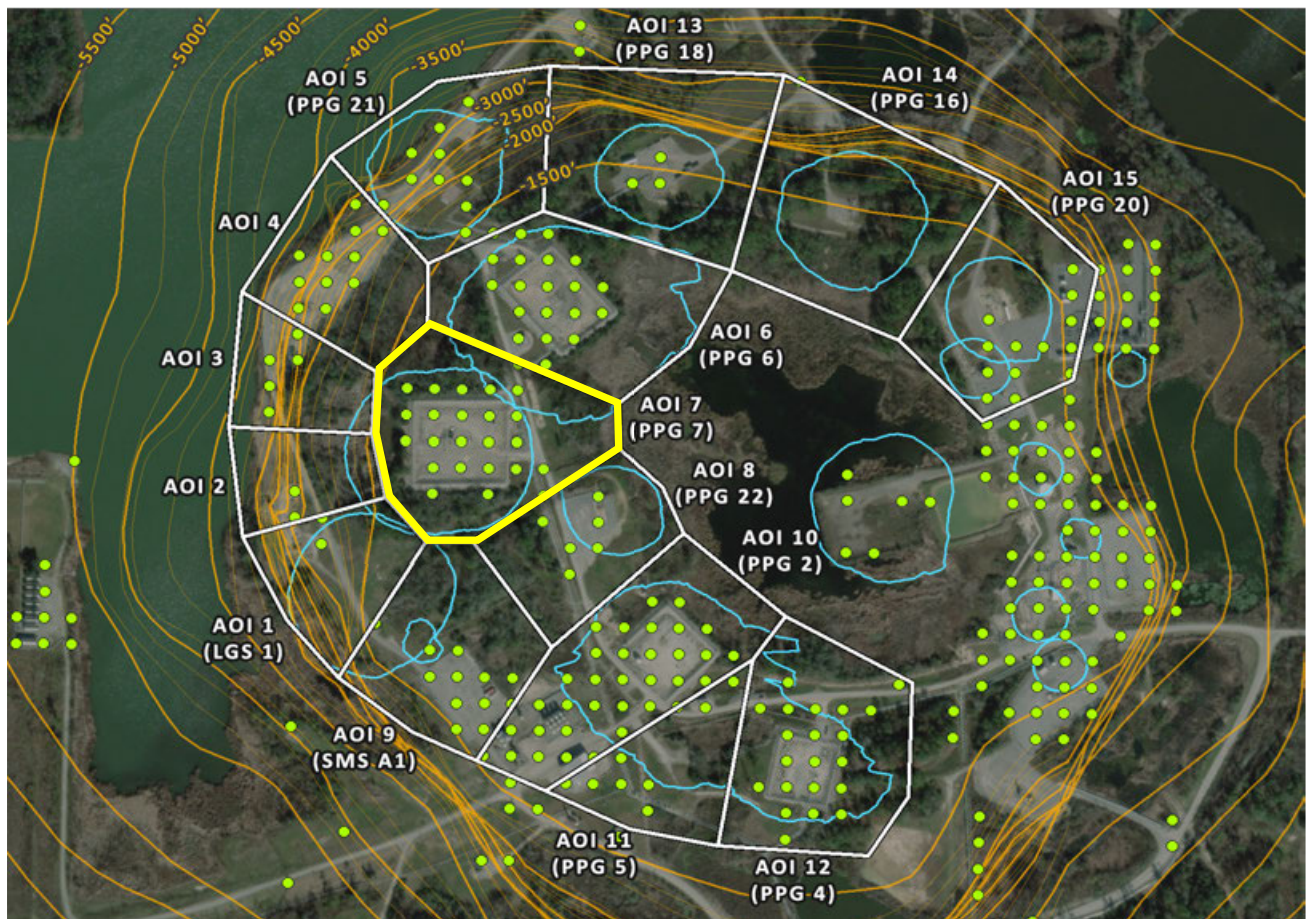 -5500'
-5000'
-4500'
-4000'
-3500'
-3000'
-2500'
-2000'
-1500'
AOI 13
(PPG 18)
AOI 14
(PPG 16)
AOI 5
(PPG 21)
AOI 15
(PPG 20)
AOI 4
AOI 6
(PPG 6)
AOI 3
AOI 7
(PPG 7)
AOI 8
(PPG 22)
AOI 2
AOI 10
(PPG 2)
AOI 1
(LGS 1)
AOI 9
(SMS A1)
AOI 11
(PPG 5)
AOI 12
(PPG 4)